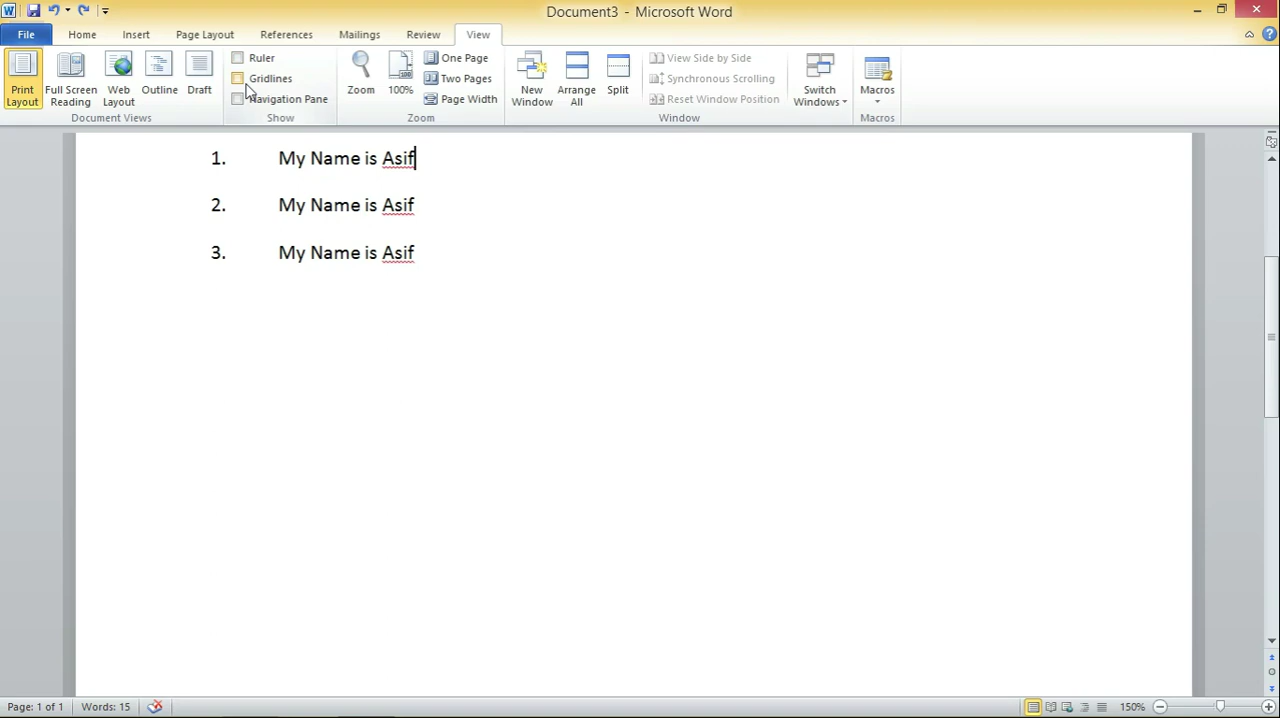 Document3 - Microsoft Word
File Home Insert Page Layout References Mailings Review View
Print Layout
Full Screen Reading
Web Layout
Outline
Draft
Document Views
Ruler
Gridlines
Navigation Pane
Show
Zoom
100%
One Page
Two Pages
Page Width
Zoom
New Window
Arrange All
Split
View Side by Side
Synchronous Scrolling
Reset Window Position
Window
Switch Windows
Macros
Macros
1. My Name is Asif
2. My Name is Asif
3. My Name is Asif
Page: 1 of 1 Words: 15 150%